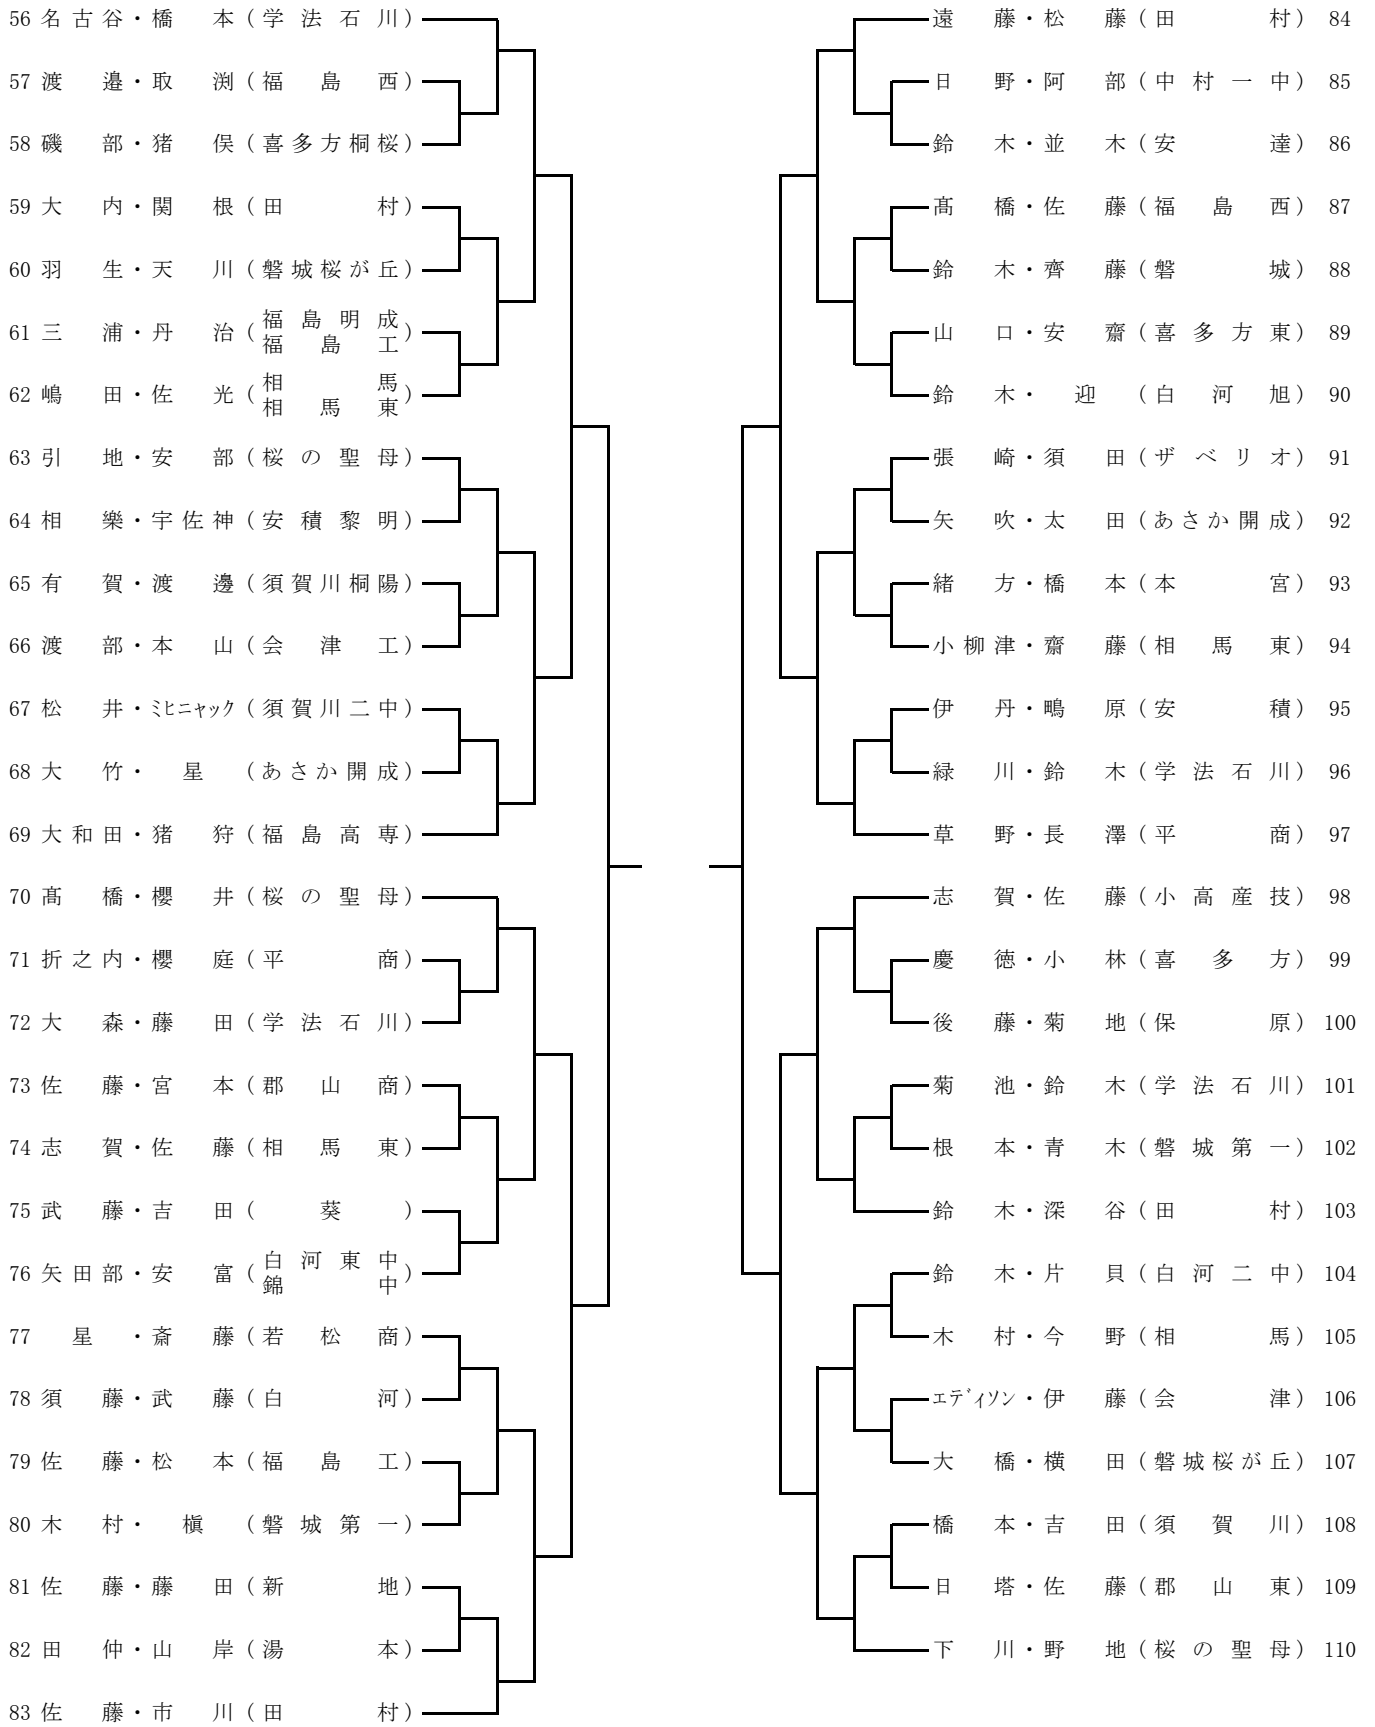 56 名古谷・橋本(学法石川)
57 渡邉・取渕(福島西)
58 磯部・猪俣(喜多方桐桜)
59 大内・関根(田村)
60 羽生・天川(磐城桜が丘)
61 三浦・丹治(福島明成
福島工)
62 嶋田・佐光(相馬
相馬東)
63 引地・安部(桜の聖母)
64 相樂・宇佐神(安積黎明)
65 有賀・渡邊(須賀川桐陽)
66 渡部・本山(会津工)
67 松井・ミヒニャック(須賀川二中)
68 大竹・星(あさか開成)
69 大和田・猪狩(福島高専)
70 髙橋・櫻井(桜の聖母)
71 折之内・櫻庭(平商)
72 大森・藤田(学法石川)
73 佐藤・宮本(郡山商)
74 志賀・佐藤(相馬東)
75 武藤・吉田(葵)
76 矢田部・安富(白河東中
錦中)
77 星・斎藤(若松商)
78 須藤・武藤(白河)
79 佐藤・松本(福島工)
80 木村・槇(磐城第一)
81 佐藤・藤田(新地)
82 田仲・山岸(湯本)
83 佐藤・市川(田村)
遠藤・松藤(田村) 84
日野・阿部(中村一中) 85
鈴木・並木(安達) 86
髙橋・佐藤(福島西) 87
鈴木・齊藤(磐城) 88
山口・安齋(喜多方東) 89
鈴木・迎(白河旭) 90
張崎・須田(ザベリオ) 91
矢吹・太田(あさか開成) 92
緒方・橋本(本宮) 93
小柳津・齋藤(相馬東) 94
伊丹・鴫原(安積) 95
緑川・鈴木(学法石川) 96
草野・長澤(平商) 97
志賀・佐藤(小高産技) 98
慶徳・小林(喜多方) 99
後藤・菊地(保原) 100
菊池・鈴木(学法石川) 101
根本・青木(磐城第一) 102
鈴木・深谷(田村) 103
鈴木・片貝(白河二中) 104
木村・今野(相馬) 105
エディソン・伊藤(会津) 106
大橋・横田(磐城桜が丘) 107
橋本・吉田(須賀川) 108
日塔・佐藤(郡山東) 109
下川・野地(桜の聖母) 110